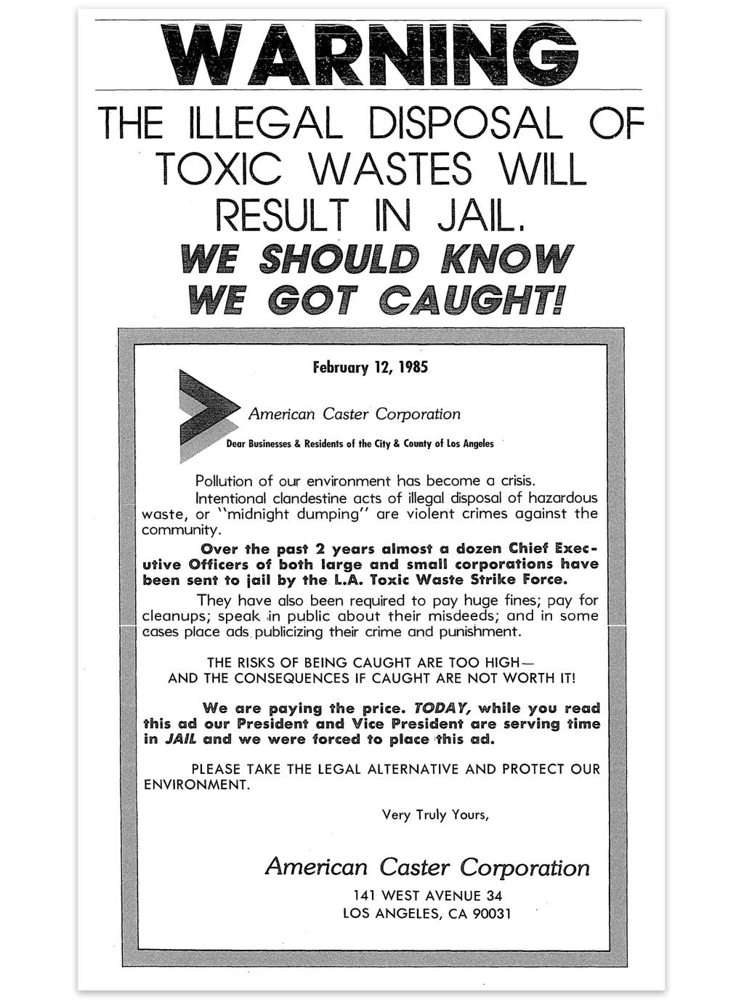 WARNING
THE ILLEGAL DISPOSAL OF
TOXIC WASTES WILL
RESULT IN JAIL.
WE SHOULD KNOW
WE GOT CAUGHT!
February 12, 1985
American Caster Corporation
Dear Businesses & Residents of the City & County of Los Angeles
Pollution of our environment has become a crisis.
Intentional clandestine acts of illegal disposal of hazardous
waste, or "midnight dumping" are violent crimes against the
community.
Over the past 2 years almost a dozen Chief Exec-
utive Officers of both large and small corporations have
been sent to jail by the L.A. Toxic Waste Strike Force.
They have also been required to pay huge fines; pay for
cleanups; speak in public about their misdeeds; and in some
cases place ads publicizing their crime and punishment.
THE RISKS OF BEING CAUGHT ARE TOO HIGH—
AND THE CONSEQUENCES IF CAUGHT ARE NOT WORTH IT!
We are paying the price. TODAY, while you read
this ad our President and Vice President are serving time
in JAIL and we were forced to place this ad.
PLEASE TAKE THE LEGAL ALTERNATIVE AND PROTECT OUR
ENVIRONMENT.
Very Truly Yours,
American Caster Corporation
141 WEST AVENUE 34
LOS ANGELES, CA 90031